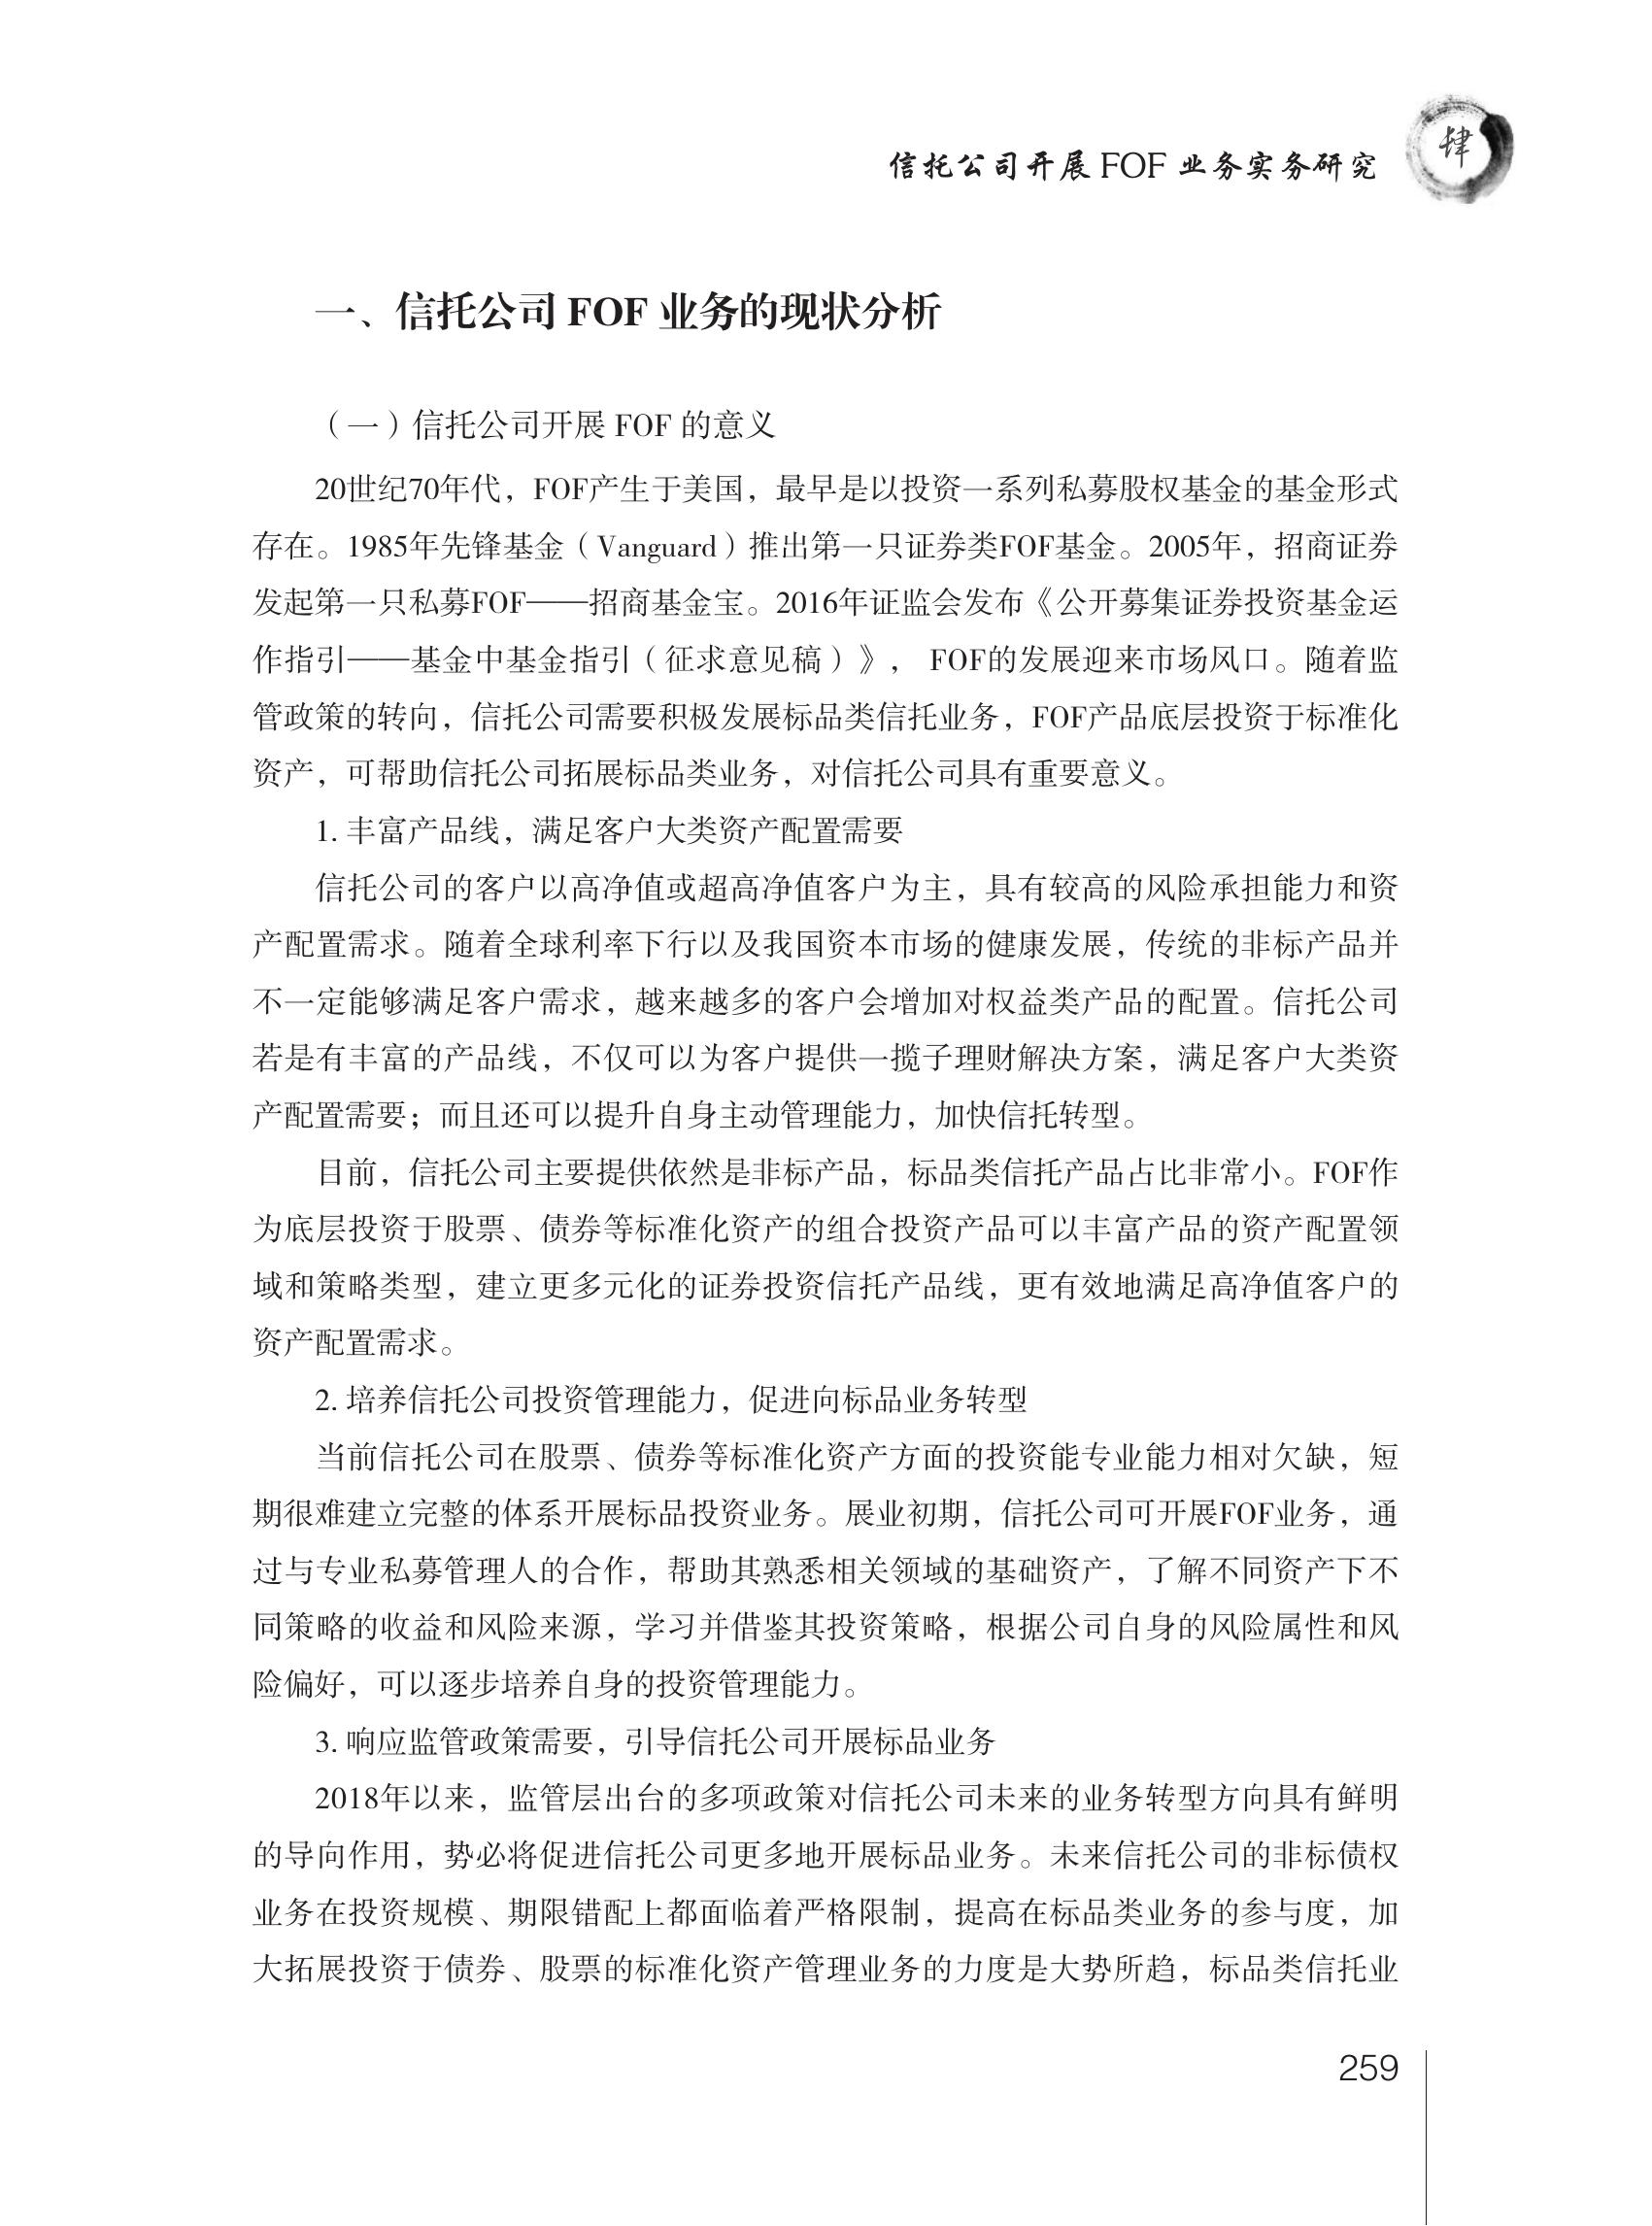 信托公司开展 FOF 业务实务研究
肆
一、信托公司 FOF 业务的现状分析
（一）信托公司开展 FOF 的意义
20世纪70年代，FOF产生于美国，最早是以投资一系列私募股权基金的基金形式
存在。1985年先锋基金（Vanguard）推出第一只证券类FOF基金。2005年，招商证券
发起第一只私募FOF——招商基金宝。2016年证监会发布《公开募集证券投资基金运
作指引——基金中基金指引（征求意见稿）》， FOF的发展迎来市场风口。随着监
管政策的转向，信托公司需要积极发展标品类信托业务，FOF产品底层投资于标准化
资产，可帮助信托公司拓展标品类业务，对信托公司具有重要意义。
1. 丰富产品线，满足客户大类资产配置需要
信托公司的客户以高净值或超高净值客户为主，具有较高的风险承担能力和资
产配置需求。随着全球利率下行以及我国资本市场的健康发展，传统的非标产品并
不一定能够满足客户需求，越来越多的客户会增加对权益类产品的配置。信托公司
若是有丰富的产品线，不仅可以为客户提供一揽子理财解决方案，满足客户大类资
产配置需要；而且还可以提升自身主动管理能力，加快信托转型。
目前，信托公司主要提供依然是非标产品，标品类信托产品占比非常小。FOF作
为底层投资于股票、债券等标准化资产的组合投资产品可以丰富产品的资产配置领
域和策略类型，建立更多元化的证券投资信托产品线，更有效地满足高净值客户的
资产配置需求。
2. 培养信托公司投资管理能力，促进向标品业务转型
当前信托公司在股票、债券等标准化资产方面的投资能专业能力相对欠缺，短
期很难建立完整的体系开展标品投资业务。展业初期，信托公司可开展FOF业务，通
过与专业私募管理人的合作，帮助其熟悉相关领域的基础资产，了解不同资产下不
同策略的收益和风险来源，学习并借鉴其投资策略，根据公司自身的风险属性和风
险偏好，可以逐步培养自身的投资管理能力。
3. 响应监管政策需要，引导信托公司开展标品业务
2018年以来，监管层出台的多项政策对信托公司未来的业务转型方向具有鲜明
的导向作用，势必将促进信托公司更多地开展标品业务。未来信托公司的非标债权
业务在投资规模、期限错配上都面临着严格限制，提高在标品类业务的参与度，加
大拓展投资于债券、股票的标准化资产管理业务的力度是大势所趋，标品类信托业
259